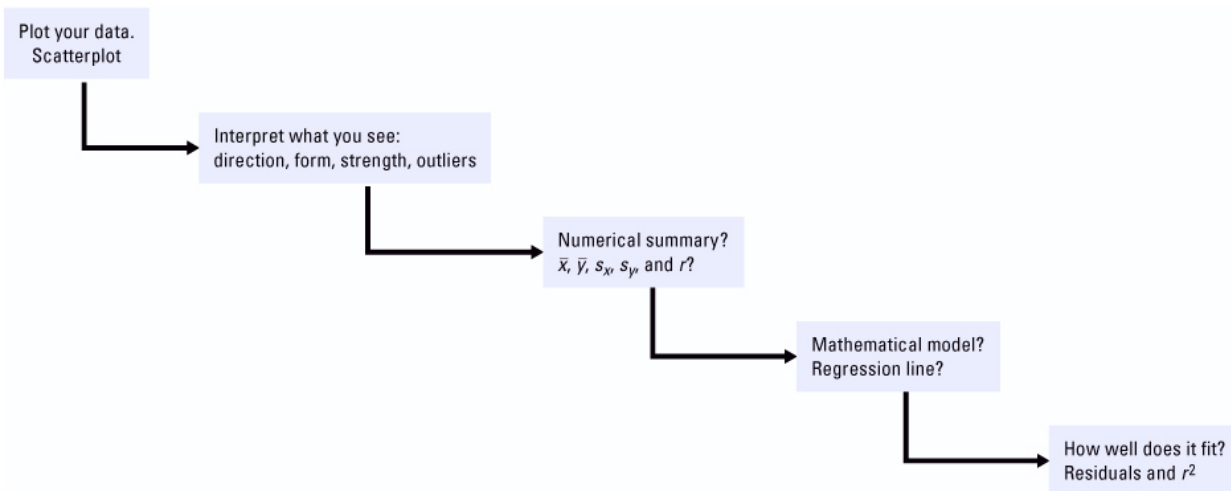 Plot your data.
Scatterplot
Interpret what you see:
direction, form, strength, outliers
Numerical summary?
x̄, ȳ, sₓ, s_y, and r?
Mathematical model?
Regression line?
How well does it fit?
Residuals and r²